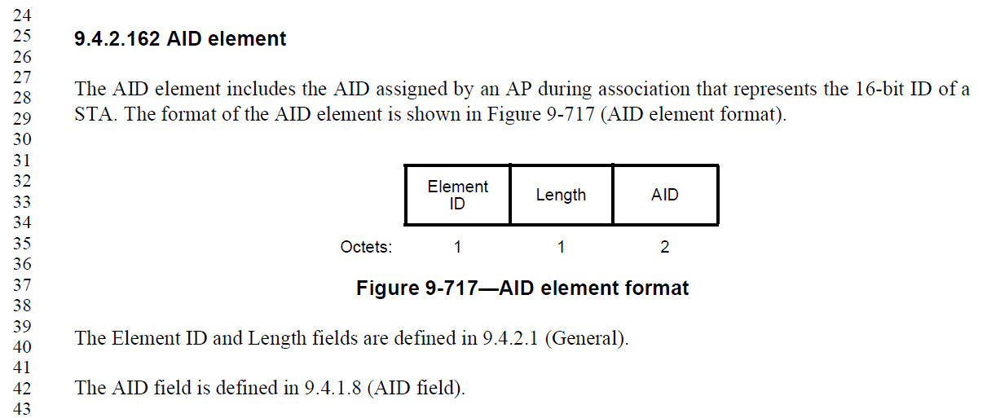 24
25 9.4.2.162 AID element
26
27 The AID element includes the AID assigned by an AP during association that represents the 16-bit ID of a
28
29 STA. The format of the AID element is shown in Figure 9-717 (AID element format).
30
31
32 Element
33 ID Length AID
34
35 Octets: 1 1 2
36
37 Figure 9-717—AID element format
38
39
40 The Element ID and Length fields are defined in 9.4.2.1 (General).
41
42 The AID field is defined in 9.4.1.8 (AID field).
43